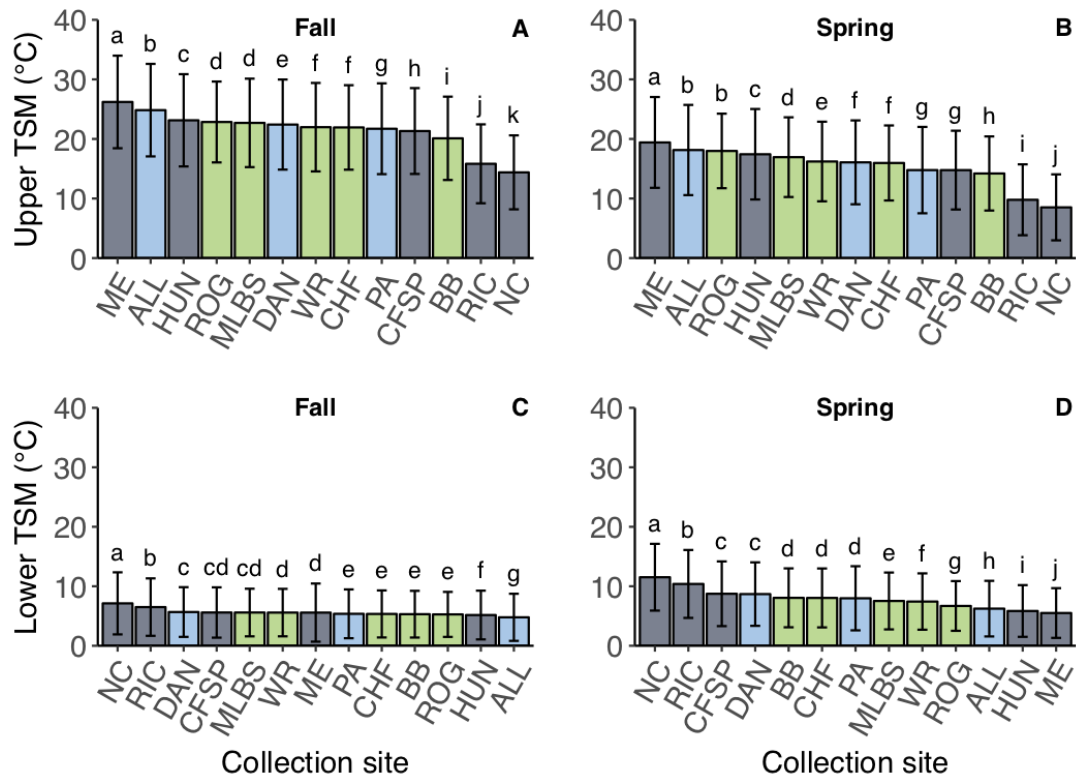 Upper TSM (°C)
Fall
A
40
30
20
10
0
a b c d d e f f g h i j k
ME ALL HUN ROG MLBS DAN WR CHF PA CFSP BB RIC NC
Spring
B
40
30
20
10
0
a b b c d e f f g g h i j
ME ALL ROG HUN MLBS WR DAN CHF PA CFSP BB RIC NC
Lower TSM (°C)
Fall
C
40
30
20
10
0
a b c cd cd d d e e e e f g
NC RIC DAN CFSP MLBS WR ME PA CHF BB ROG HUN ALL
Collection site
Spring
D
40
30
20
10
0
a b c c d d d e f g h i j
NC RIC CFSP DAN BB CHF PA MLBS WR ROG ALL HUN ME
Collection site